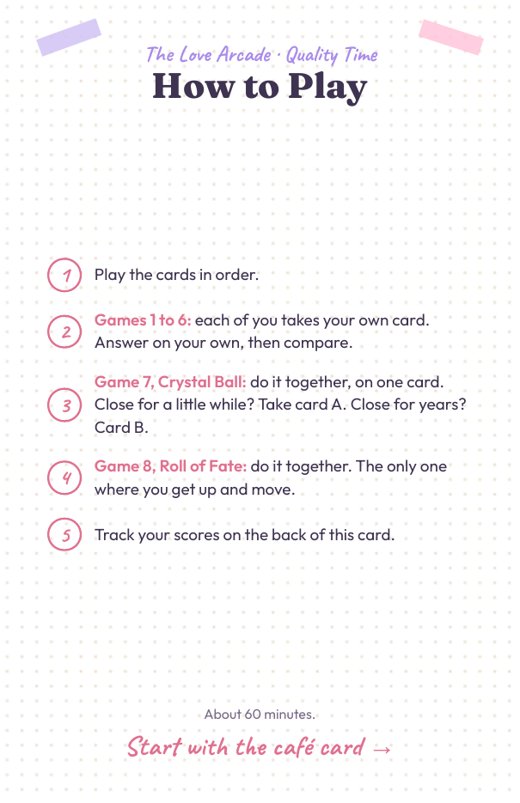 The Love Arcade · Quality Time
How to Play
1 Play the cards in order.
2 Games 1 to 6: each of you takes your own card.
Answer on your own, then compare.
3 Game 7, Crystal Ball: do it together, on one card.
Close for a little while? Take card A. Close for years?
Card B.
4 Game 8, Roll of Fate: do it together. The only one
where you get up and move.
5 Track your scores on the back of this card.
About 60 minutes.
Start with the café card →